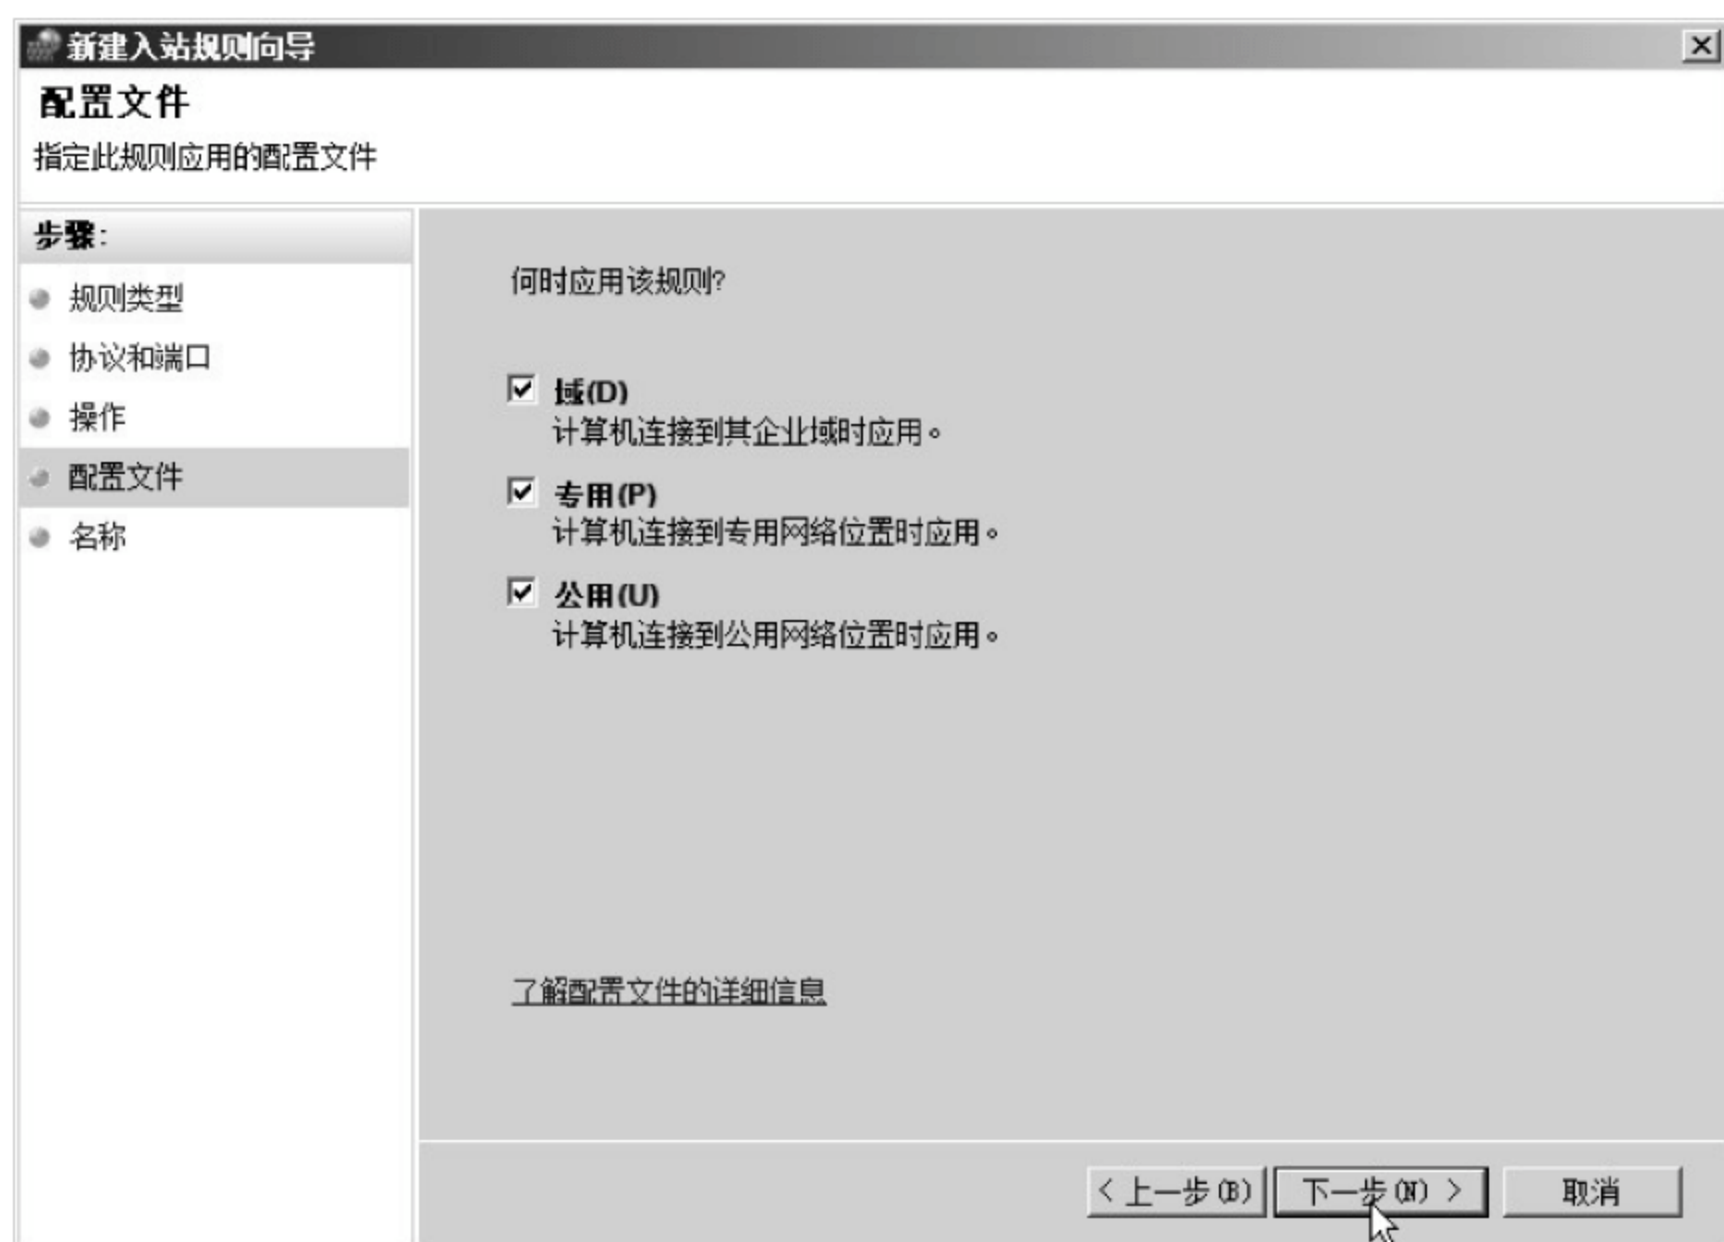 新建入站规则向导
配置文件
指定此规则应用的配置文件
步骤:
规则类型
协议和端口
操作
配置文件
名称
何时应用该规则?
域(D)
计算机连接到其企业域时应用。
专用(P)
计算机连接到专用网络位置时应用。
公用(U)
计算机连接到公用网络位置时应用。
了解配置文件的详细信息
< 上一步(B)
下一步(N) >
取消